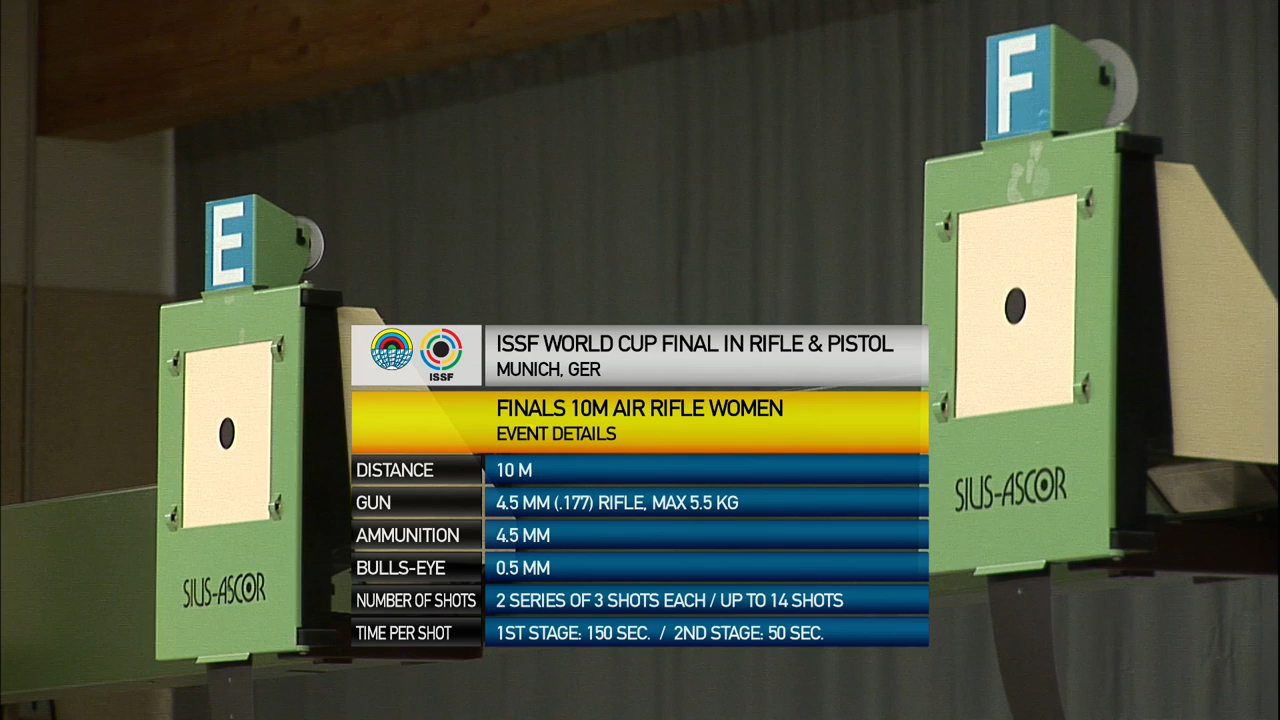 F
E
ISSF
ISSF WORLD CUP FINAL IN RIFLE & PISTOL
MUNICH, GER
FINALS 10M AIR RIFLE WOMEN
EVENT DETAILS
DISTANCE 10 M
GUN 4.5 MM (.177) RIFLE, MAX 5.5 KG
AMMUNITION 4.5 MM
BULLS-EYE 0.5 MM
NUMBER OF SHOTS 2 SERIES OF 3 SHOTS EACH / UP TO 14 SHOTS
TIME PER SHOT 1ST STAGE: 150 SEC. / 2ND STAGE: 50 SEC.
SIUS-ASCOR
SIUS-ASCOR